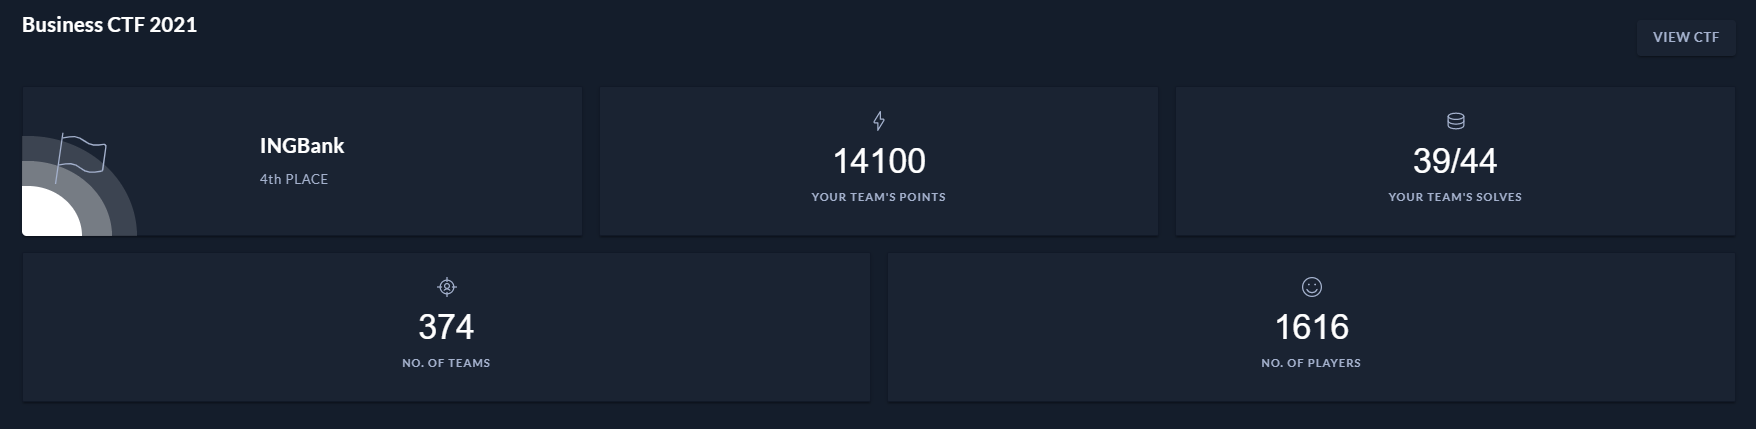 Business CTF 2021
VIEW CTF
INGBank
4th PLACE
14100
YOUR TEAM'S POINTS
39/44
YOUR TEAM'S SOLVES
374
NO. OF TEAMS
1616
NO. OF PLAYERS